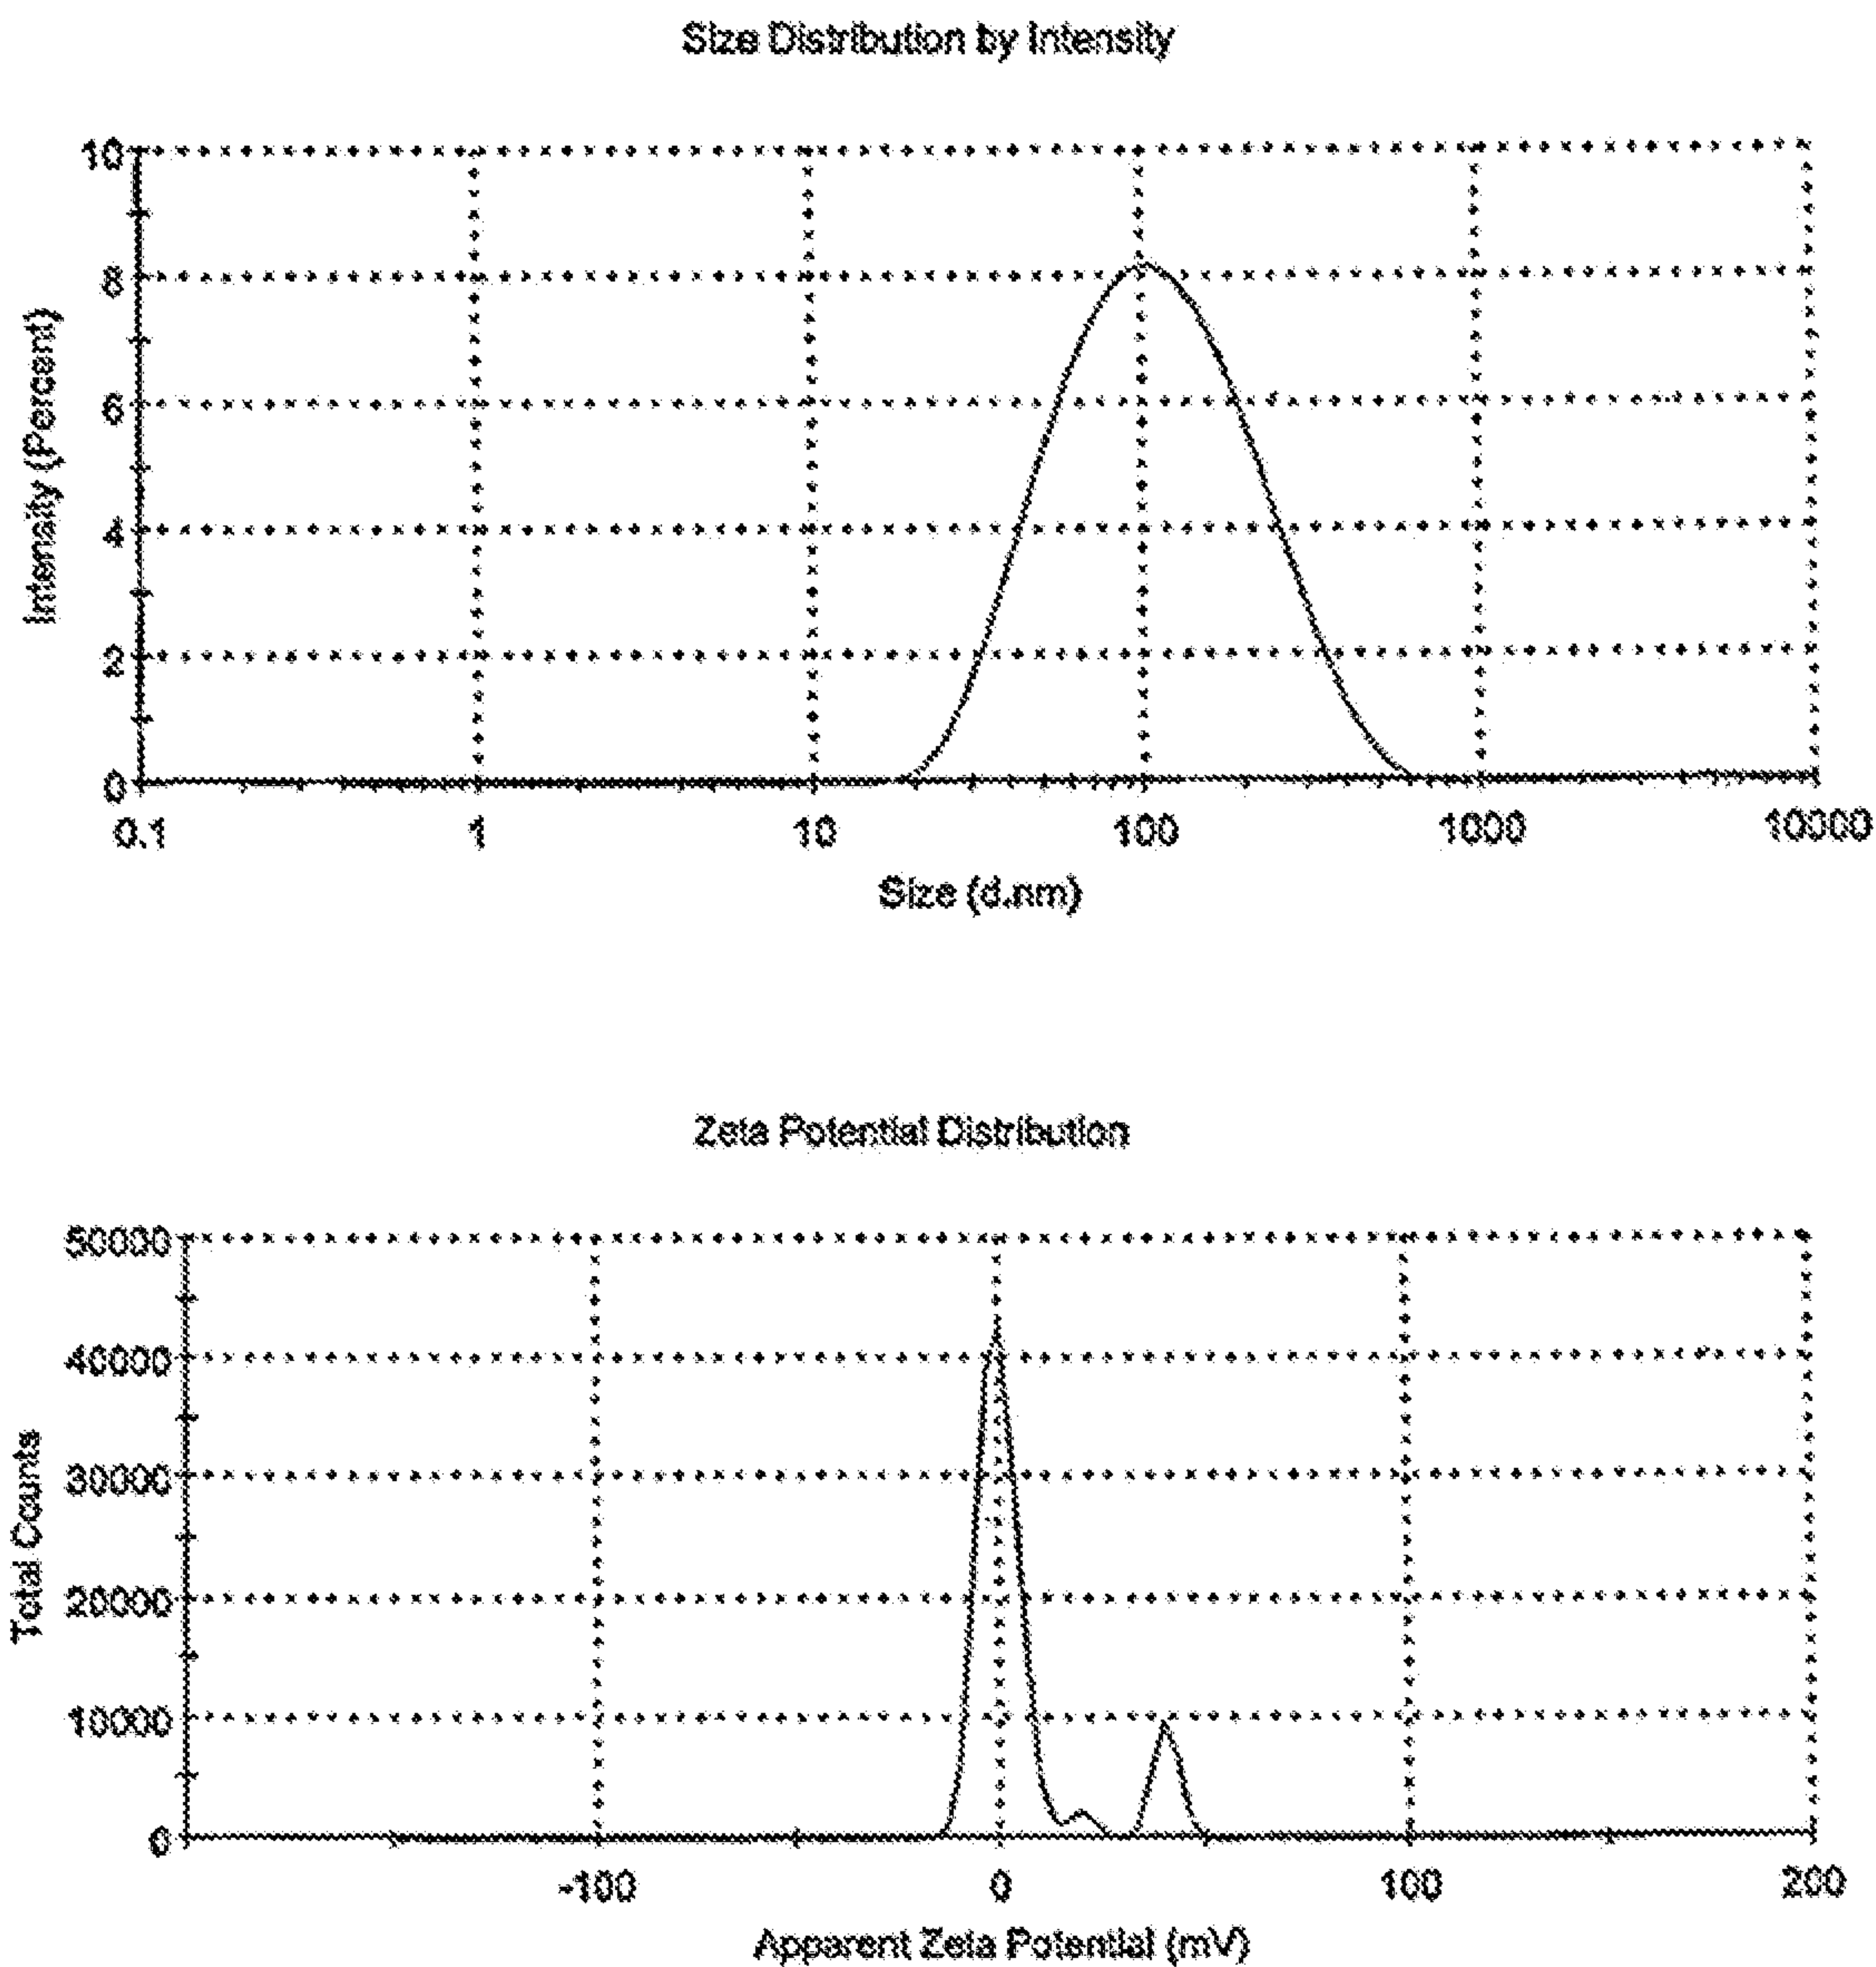 Size Distribution by Intensity
10
8
6
4
2
0
Intensity (Percent)
0.1 1 10 100 1000 10000
Size (d.nm)
Zeta Potential Distribution
50000
40000
30000
20000
10000
0
Total Counts
-100 0 100 200
Apparent Zeta Potential (mV)